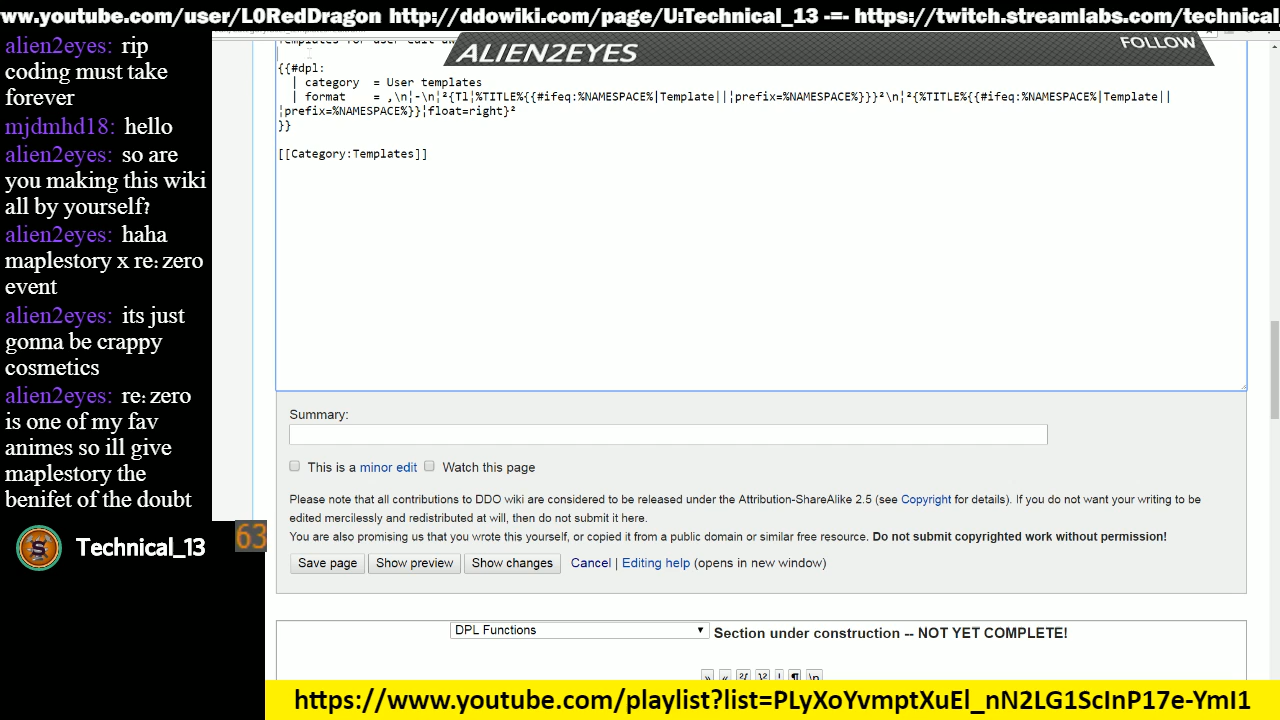 ww.youtube.com/user/L0RedDragon http://ddowiki.com/page/U:Technical_13 -=- https://twitch.streamlabs.com/technical_
alien2eyes: rip
coding must take
forever
mjdmhd18: hello
alien2eyes: so are
you making this wiki
all by yourself?
alien2eyes: haha
maplestory x re:zero
event
alien2eyes: its just
gonna be crappy
cosmetics
alien2eyes: re:zero
is one of my fav
animes so ill give
maplestory the
benifet of the doubt
Technical_13
63
ALIEN2EYES
FOLLOW
Templates for user edit
{{#dpl:
| category = User templates
| format = ,\n¦-\n¦²{Tl¦%TITLE%{{#ifeq:%NAMESPACE%|Template||¦prefix=%NAMESPACE%}}}²\n¦²{%TITLE%{{#ifeq:%NAMESPACE%|Template||
¦prefix=%NAMESPACE%}}¦float=right}²
}}
[[Category:Templates]]
Summary:
This is a minor edit Watch this page
Please note that all contributions to DDO wiki are considered to be released under the Attribution-ShareAlike 2.5 (see Copyright for details). If you do not want your writing to be
edited mercilessly and redistributed at will, then do not submit it here.
You are also promising us that you wrote this yourself, or copied it from a public domain or similar free resource. Do not submit copyrighted work without permission!
Save page Show preview Show changes Cancel | Editing help (opens in new window)
DPL Functions Section under construction -- NOT YET COMPLETE!
https://www.youtube.com/playlist?list=PLyXoYvmptXuEl_nN2LG1ScInP17e-YmI1